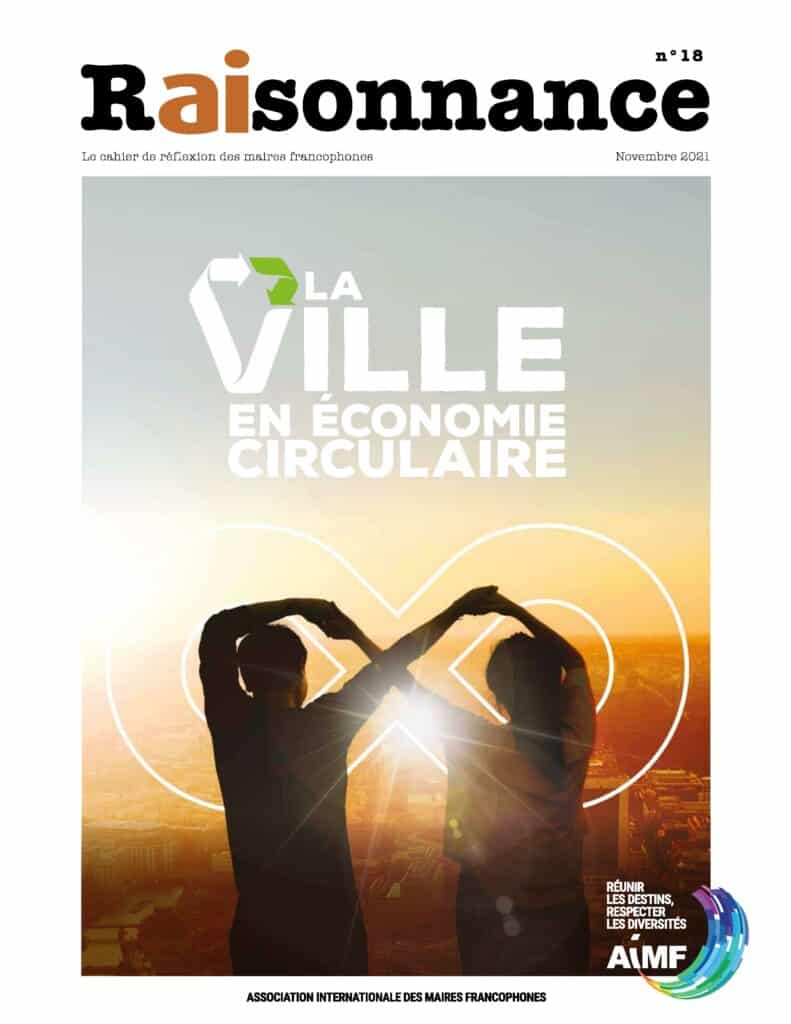 n°18
Raisonnance
Le cahier de réflexion des maires francophones
Novembre 2021
LA
VILLE
EN ÉCONOMIE
CIRCULAIRE
RÉUNIR
LES DESTINS,
RESPECTER
LES DIVERSITÉS
AiMF
ASSOCIATION INTERNATIONALE DES MAIRES FRANCOPHONES